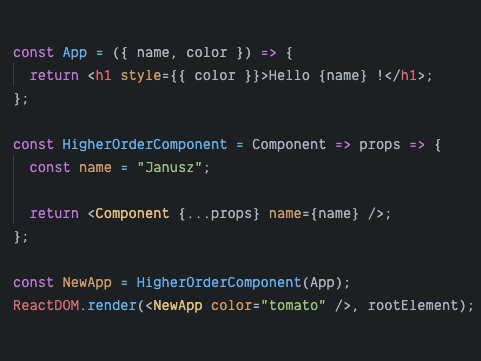 const App = ({ name, color }) => {
  return <h1 style={{ color }}>Hello {name} !</h1>;
};

const HigherOrderComponent = Component => props => {
  const name = "Janusz";

  return <Component {...props} name={name} />;
};

const NewApp = HigherOrderComponent(App);
ReactDOM.render(<NewApp color="tomato" />, rootElement);